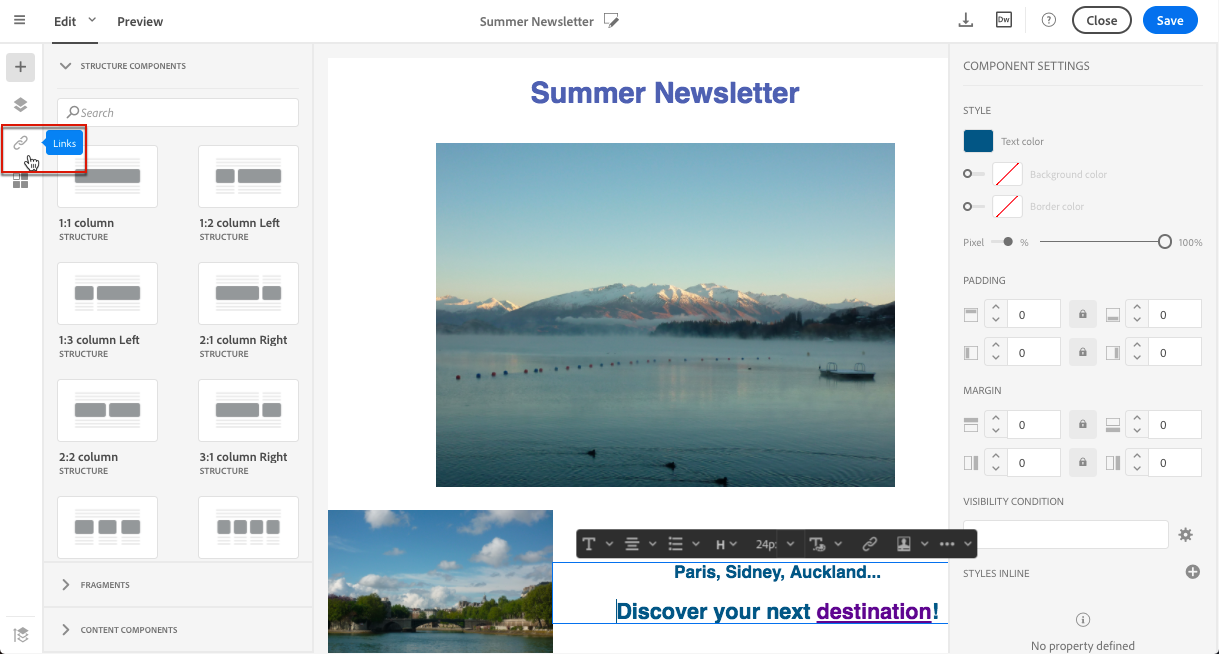 Edit
Preview
Summer Newsletter
Dw
?
Close
Save
STRUCTURE COMPONENTS
Search
Links
1:1 column
STRUCTURE
1:2 column Left
STRUCTURE
1:3 column Left
STRUCTURE
2:1 column Right
STRUCTURE
2:2 column
STRUCTURE
3:1 column Right
STRUCTURE
FRAGMENTS
CONTENT COMPONENTS
Summer Newsletter
T H 24p
Paris, Sidney, Auckland...
Discover your next destination!
COMPONENT SETTINGS
STYLE
Text color
Background color
Border color
Pixel % 100%
PADDING
0 0
0 0
MARGIN
0 0
0 0
VISIBILITY CONDITION
STYLES INLINE
No property defined